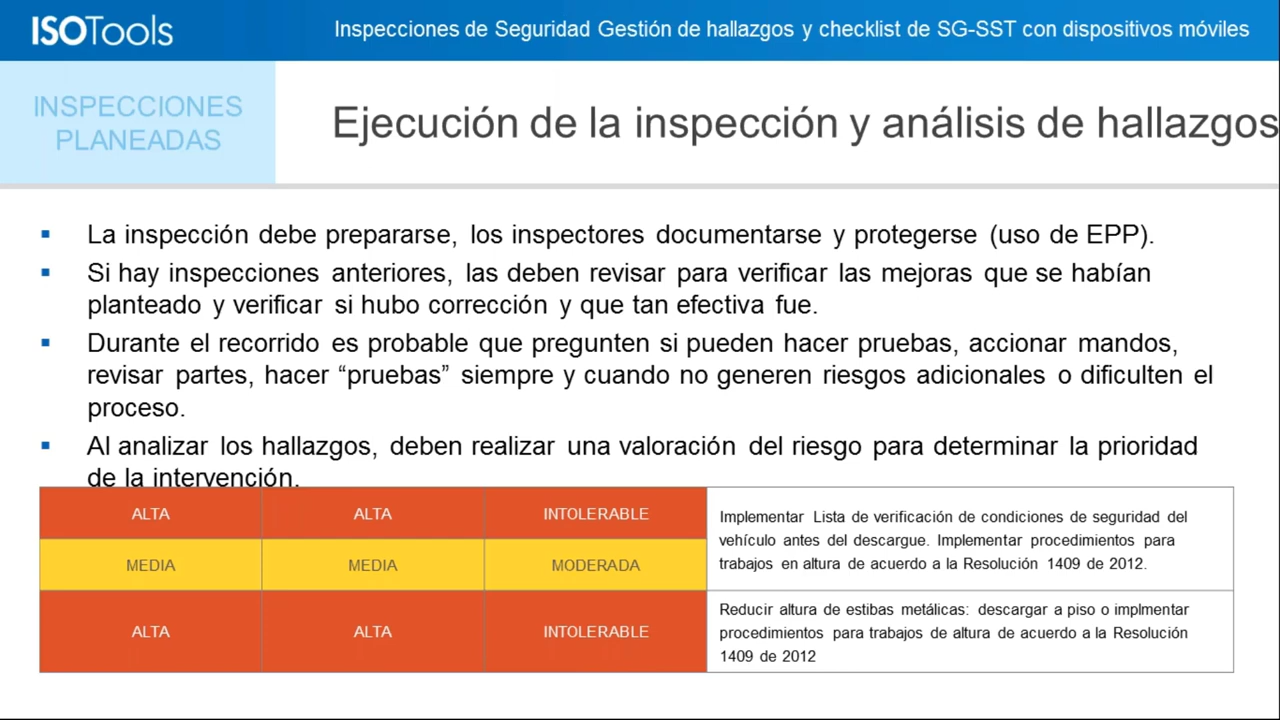 ISOTools
Inspecciones de Seguridad Gestión de hallazgos y checklist de SG-SST con dispositivos móviles
INSPECCIONES
PLANEADAS
Ejecución de la inspección y análisis de hallazgos
La inspección debe prepararse, los inspectores documentarse y protegerse (uso de EPP).
Si hay inspecciones anteriores, las deben revisar para verificar las mejoras que se habían
planteado y verificar si hubo corrección y que tan efectiva fue.
Durante el recorrido es probable que pregunten si pueden hacer pruebas, accionar mandos,
revisar partes, hacer “pruebas” siempre y cuando no generen riesgos adicionales o dificulten el
proceso.
Al analizar los hallazgos, deben realizar una valoración del riesgo para determinar la prioridad
de la intervención.
ALTA ALTA INTOLERABLE
MEDIA MEDIA MODERADA
Implementar Lista de verificación de condiciones de seguridad del
vehículo antes del descargue. Implementar procedimientos para
trabajos en altura de acuerdo a la Resolución 1409 de 2012.
ALTA ALTA INTOLERABLE
Reducir altura de estibas metálicas: descargar a piso o implmentar
procedimientos para trabajos de altura de acuerdo a la Resolución
1409 de 2012